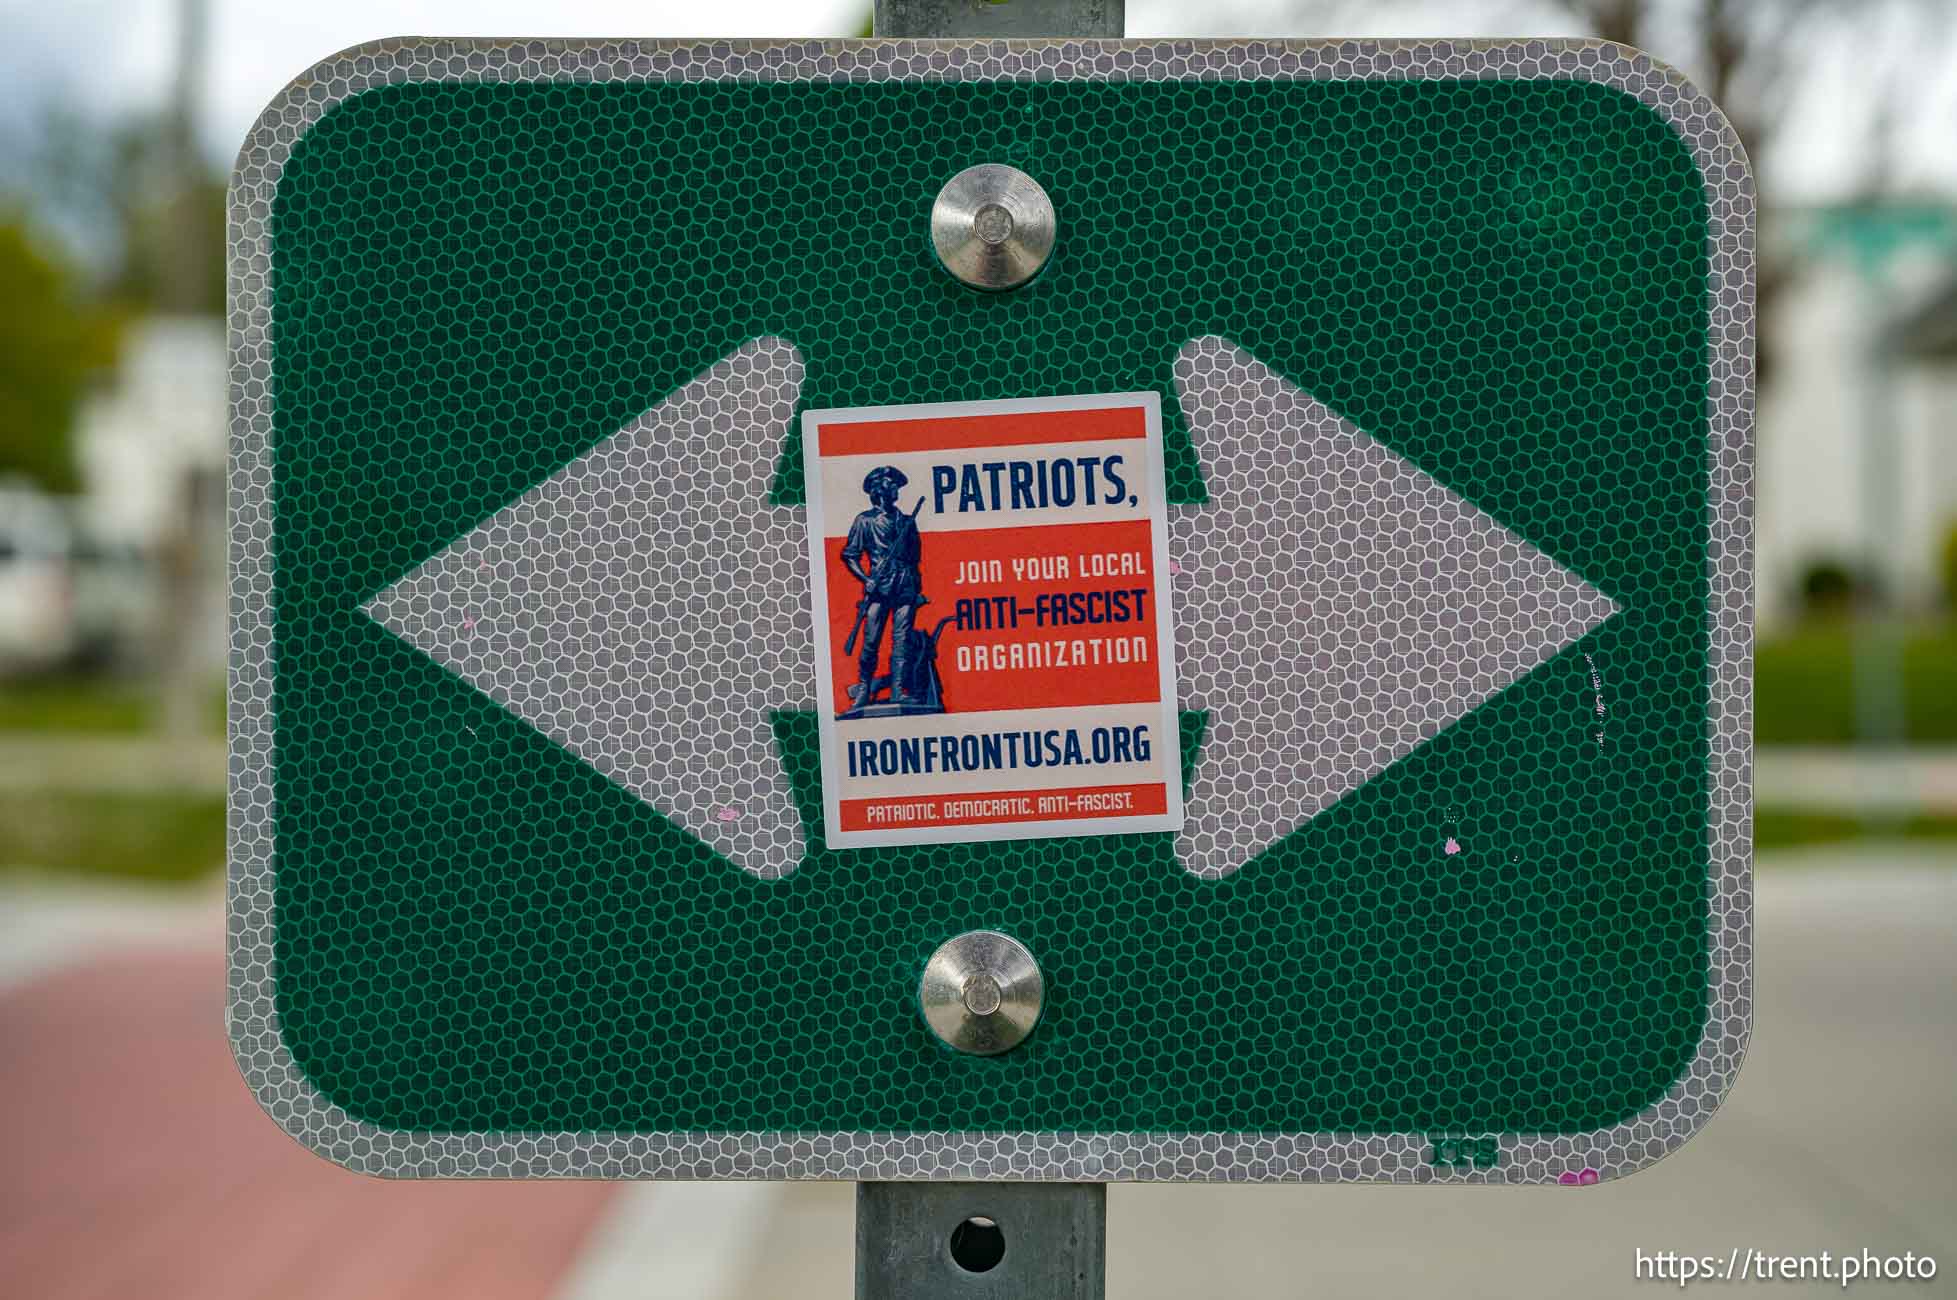 PATRIOTS,
JOIN YOUR LOCAL
ANTI-FASCIST
ORGANIZATION
IRONFRONTUSA.ORG
PATRIOTIC. DEMOCRATIC. ANTI-FASCIST.
https://trent.photo